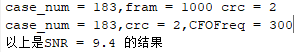 case_num = 183,fram = 1000 crc = 2
case_num = 183,crc = 2,CFOFreq = 300
以上是SNR = 9.4 的结果